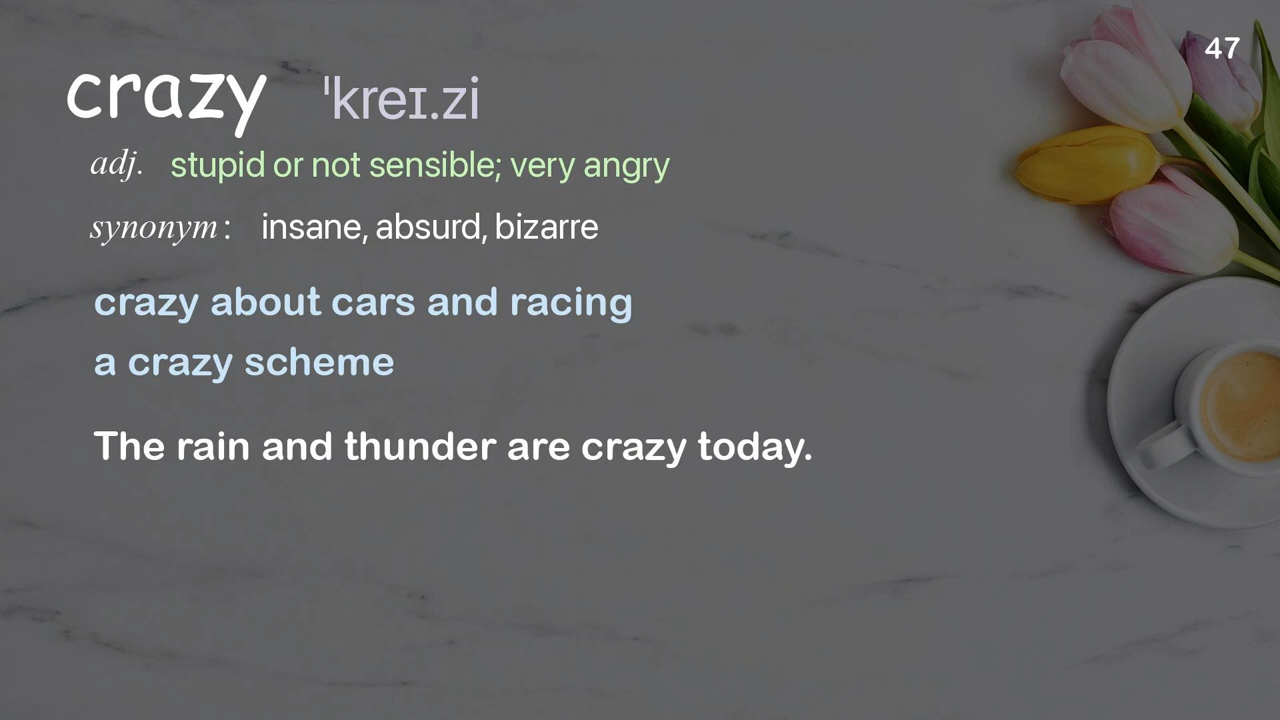 47
crazy ˈkreɪ.zi
adj. stupid or not sensible; very angry
synonym: insane, absurd, bizarre
crazy about cars and racing
a crazy scheme
The rain and thunder are crazy today.